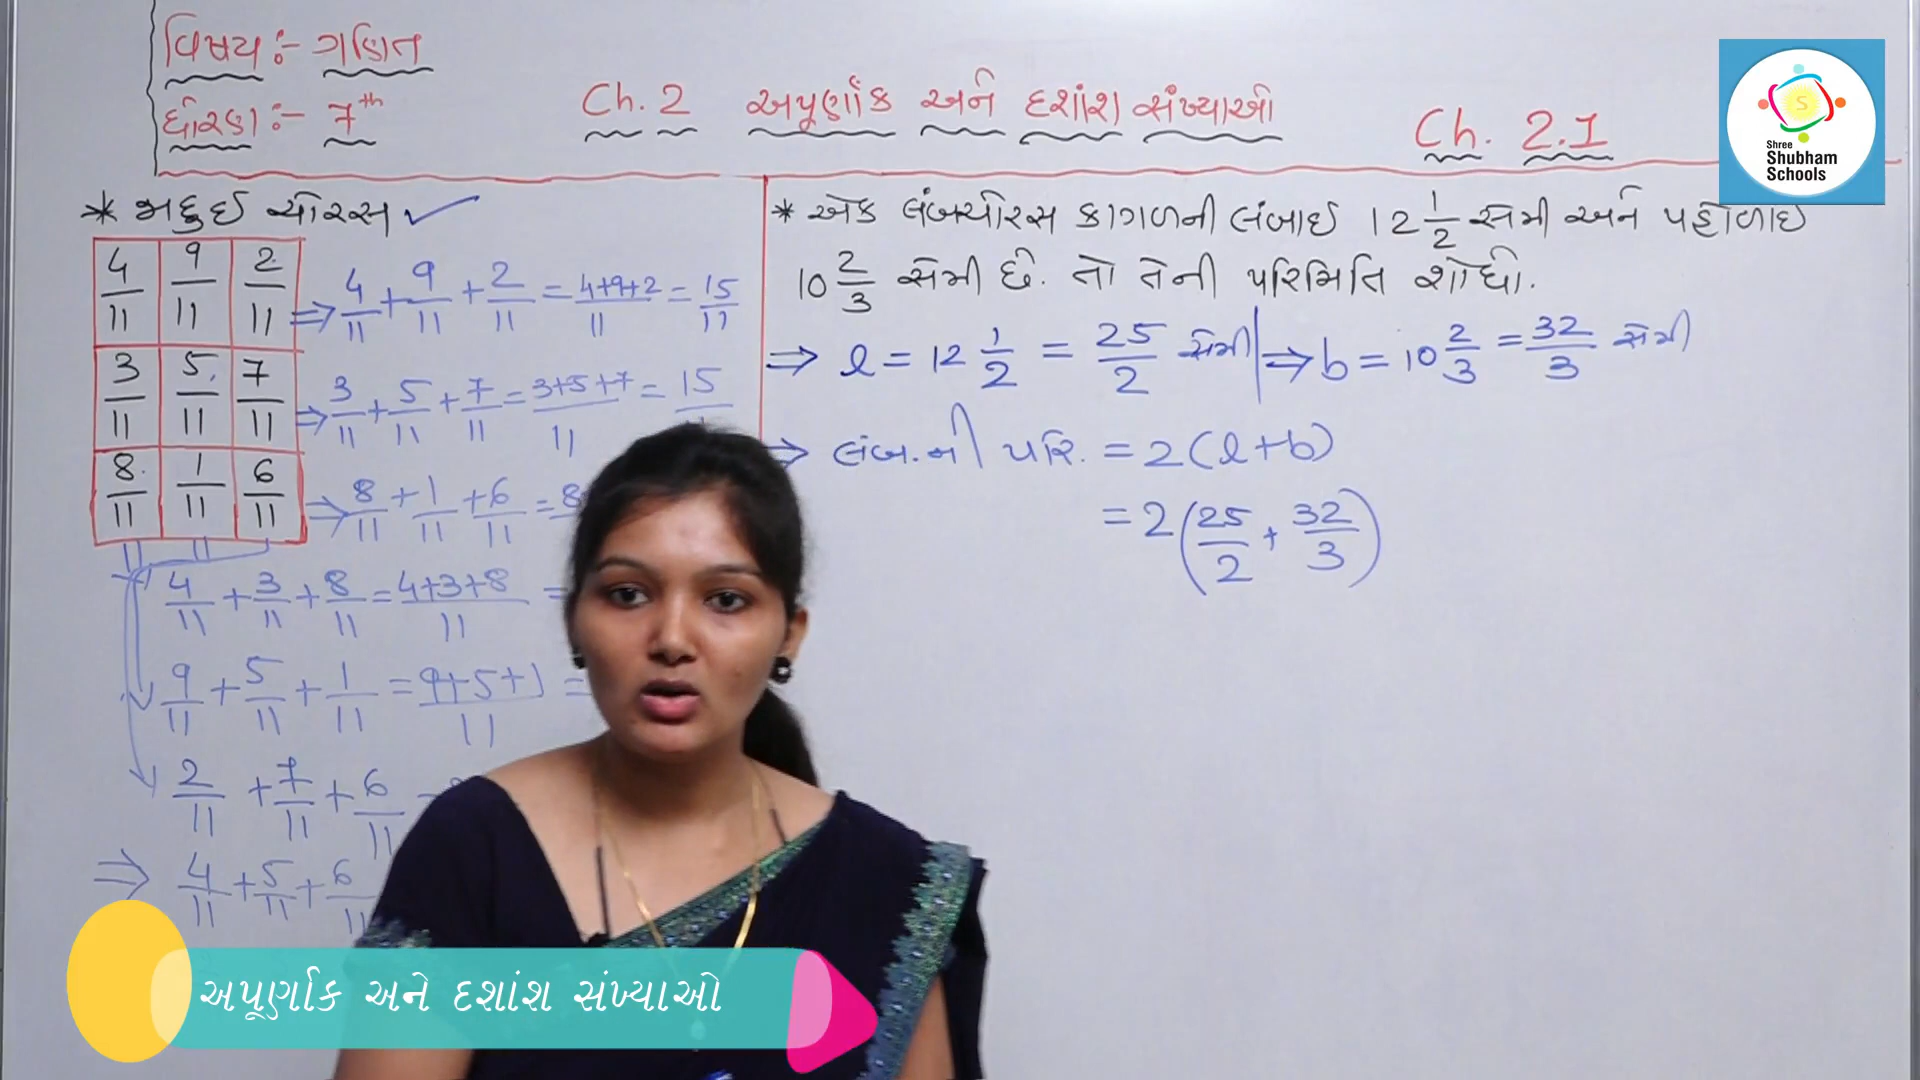 વિષય :- ગણિત
ધોરણ :- 7th
Ch. 2 અપૂર્ણાંક અને દશાંશ સંખ્યાઓ
Ch. 2.1
Shree
Shubham
Schools
* જાદુઈ ચોરસ ✓
4/11 9/11 2/11 ⇒ 4/11 + 9/11 + 2/11 = 4+9+2/11 = 15/11
3/11 5/11 7/11 ⇒ 3/11 + 5/11 + 7/11 = 3+5+7/11 = 15
8/11 1/11 6/11 ⇒ 8/11 + 1/11 + 6/11 = 8
4/11 + 3/11 + 8/11 = 4+3+8/11 =
9/11 + 5/11 + 1/11 = 9+5+1/11 =
2/11 + 7/11 + 6/11
⇒ 4/11 + 5/11 + 6/11
* એક લંબચોરસ કાગળની લંબાઈ 12 1/2 સેમી અને પહોળાઈ
10 2/3 સેમી છે. તો તેની પરિમિતિ શોધો.
⇒ l = 12 1/2 = 25/2 સેમી | ⇒ b = 10 2/3 = 32/3 સેમી
⇒ લંબ.ની પરિ. = 2(l+b)
= 2(25/2 + 32/3)
અપૂર્ણાંક અને દશાંશ સંખ્યાઓ